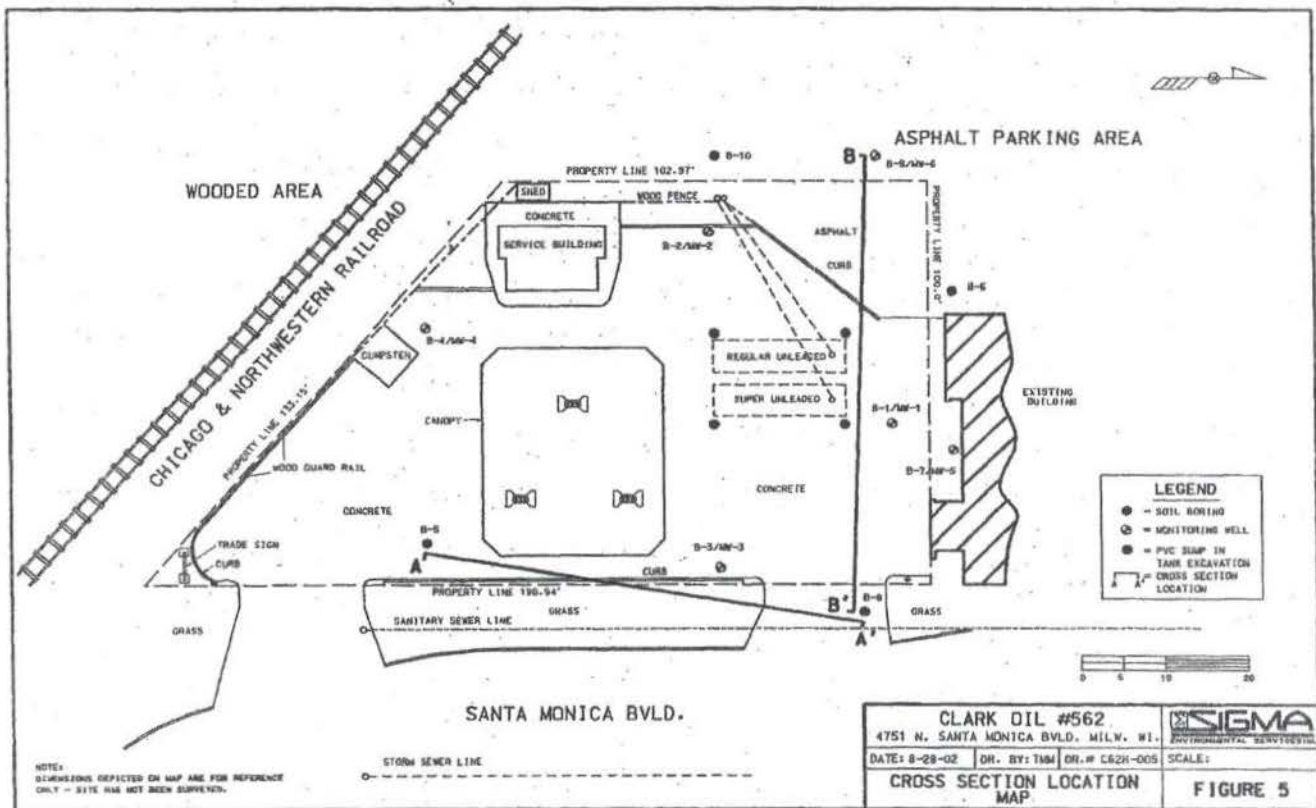 WOODED AREA
CHICAGO & NORTHWESTERN RAILROAD
ASPHALT PARKING AREA
B-10
B
B-9/MW-6
PROPERTY LINE 102.97'
PROPERTY LINE 100.0'
SHED
WOOD FENCE
CONCRETE
SERVICE BUILDING
B-2/MW-2
ASPHALT
CURB
B-6
B-4/MW-4
DUMPSTER
REGULAR UNLEADED
SUPER UNLEADED
EXISTING
BUILDING
B-1/MW-1
CANOPY
PROPERTY LINE 153.15'
WOOD GUARD RAIL
B-7/MW-5
CONCRETE
CONCRETE
B-5
A
TRADE SIGN
CURB
B-3/MW-3
CURB
PROPERTY LINE 190.94'
GRASS
GRASS
B'
B-8
GRASS
SANITARY SEWER LINE
A'
LEGEND
= SOIL BORING
= MONITORING WELL
= PVC SUMP IN
TANK EXCAVATION
A A' = CROSS SECTION
LOCATION
0 5 10 20
SANTA MONICA BVLD.
STORM SEWER LINE
NOTE:
DIMENSIONS DEPICTED ON MAP ARE FOR REFERENCE
ONLY - SITE HAS NOT BEEN SURVEYED.
CLARK OIL #562
4751 N. SANTA MONICA BVLD. MILW. WI.
SIGMA
ENVIRONMENTAL SERVICES INC.
DATE: 8-28-02 DR. BY: TMM DR.# C62H-005 SCALE:
CROSS SECTION LOCATION
MAP
FIGURE 5